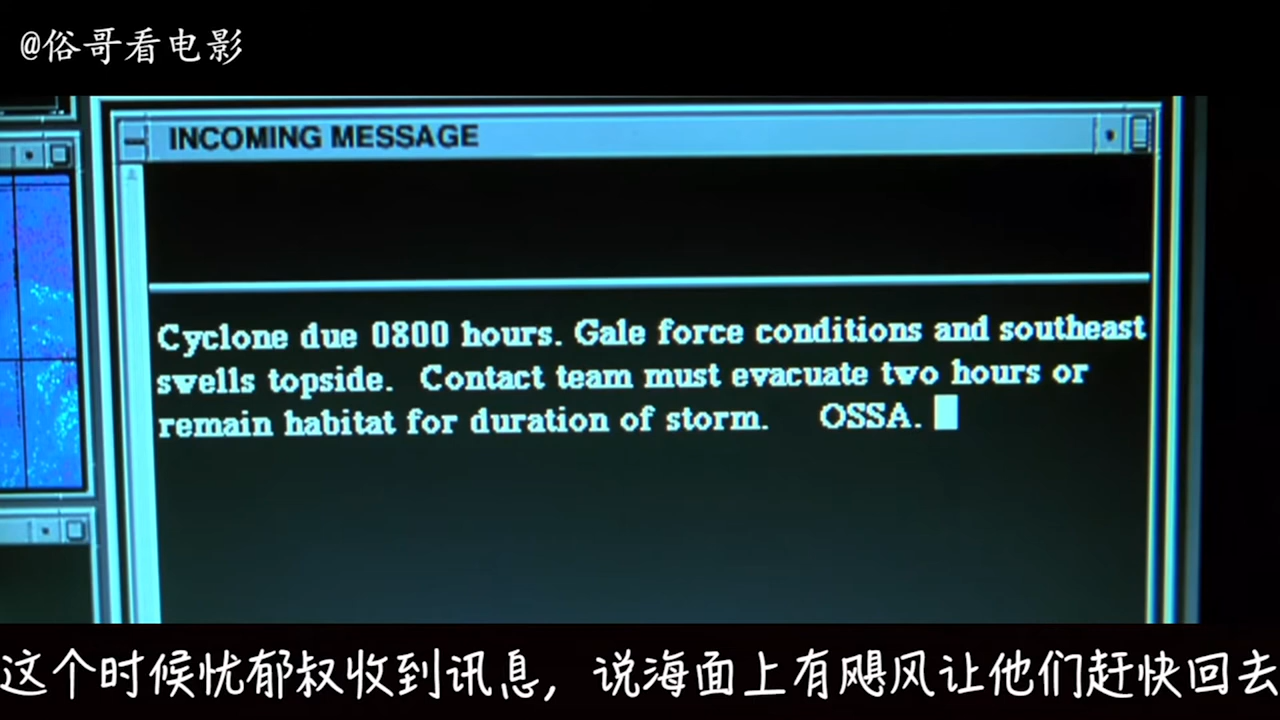 @俗哥看电影
INCOMING MESSAGE
Cyclone due 0800 hours. Gale force conditions and southeast
swells topside. Contact team must evacuate two hours or
remain habitat for duration of storm. OSSA.
这个时候忧郁叔收到讯息，说海面上有飓风让他们赶快回去